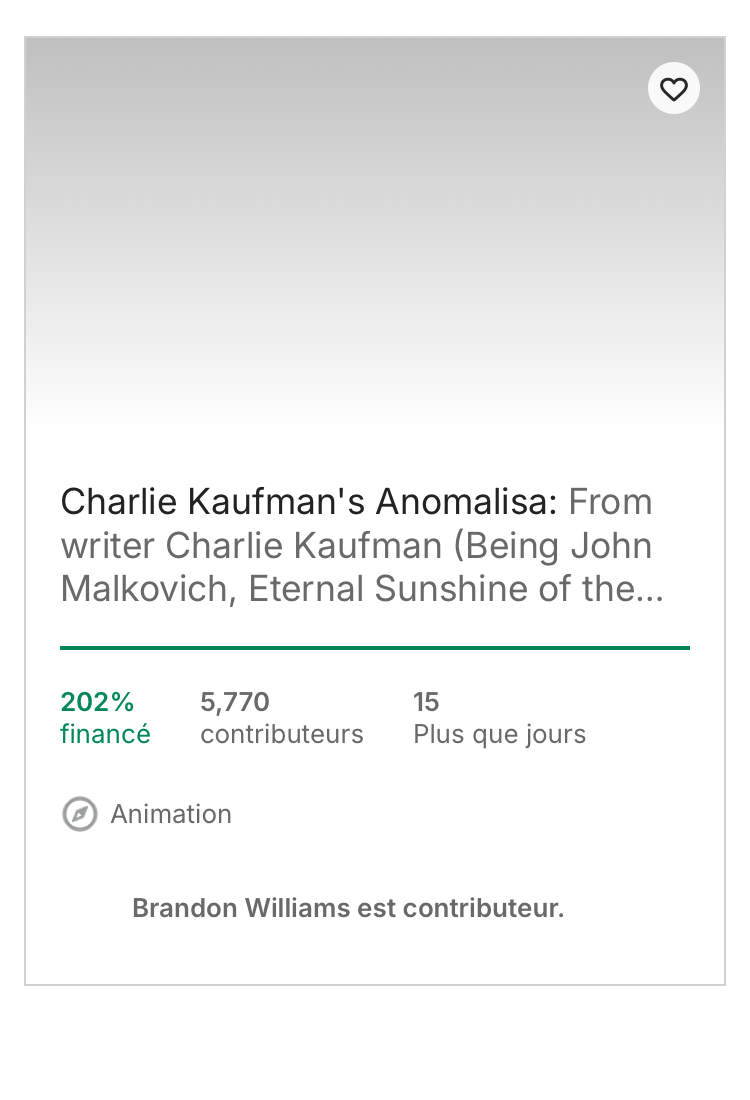 Charlie Kaufman's Anomalisa: From
writer Charlie Kaufman (Being John
Malkovich, Eternal Sunshine of the...
202%
financé
5,770
contributeurs
15
Plus que jours
Animation
Brandon Williams est contributeur.